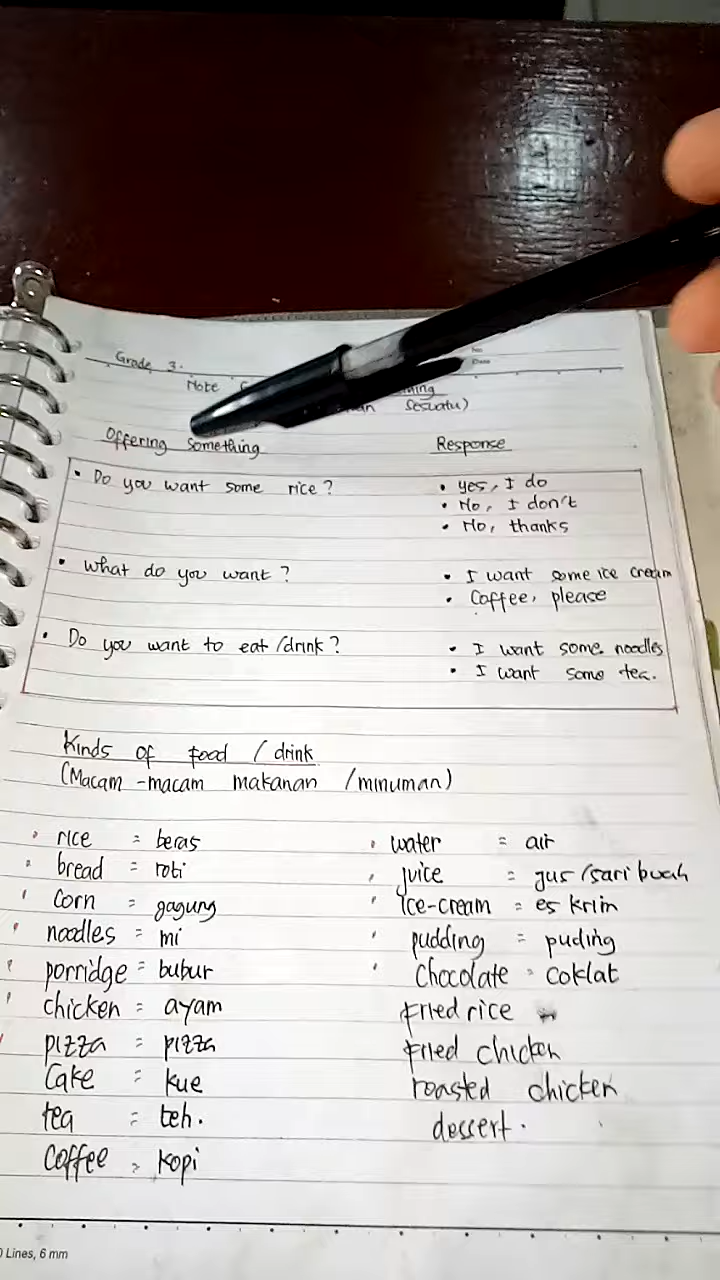 Grade 3.
No
Date
Note
Sesuatu)
Offering Something
Response
• Do you want some rice?
• Yes, I do
• No, I don't
• No, thanks
• What do you want?
• I want some ice cream
• Coffee, please
• Do you want to eat/drink?
• I want some noodles
• I want some tea.
Kinds of food / drink
(Macam-macam makanan /minuman)
rice = beras
bread = roti
Corn = gagung
noodles = mi
porridge = bubur
chicken = ayam
pizza = pizza
Cake = kue
tea = teh.
Coffee = kopi
water = air
juice = jus/sari buah
Ice-cream = es krim
pudding = puding
Chocolate = coklat
Fried rice
Fried chicken
roasted chicken
dessert.
Lines, 6 mm